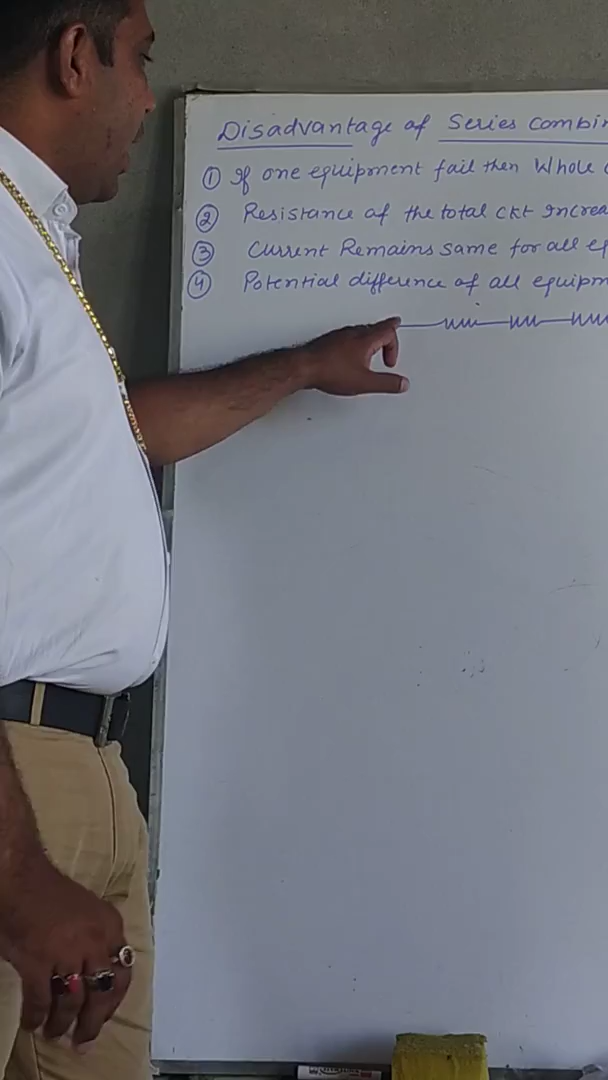 Disadvantage of Series Combin
① If one equipment fail then Whole
② Resistance of the total ckt Increa
③ Current Remains same for all
④ Potential difference of all equipm